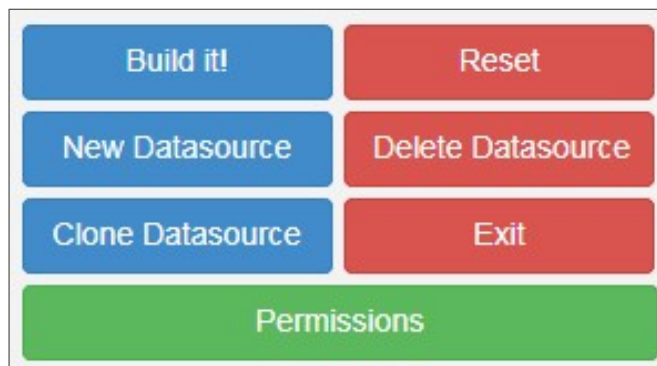 Build it!
Reset
New Datasource
Delete Datasource
Clone Datasource
Exit
Permissions